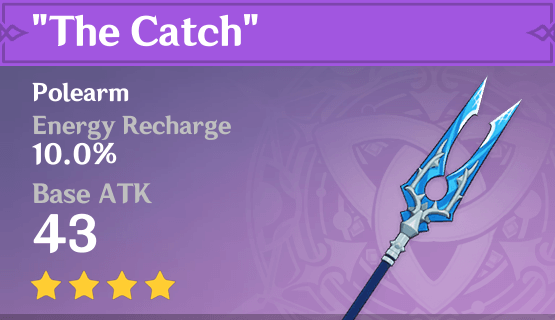 "The Catch"
Polearm
Energy Recharge
10.0%
Base ATK
43